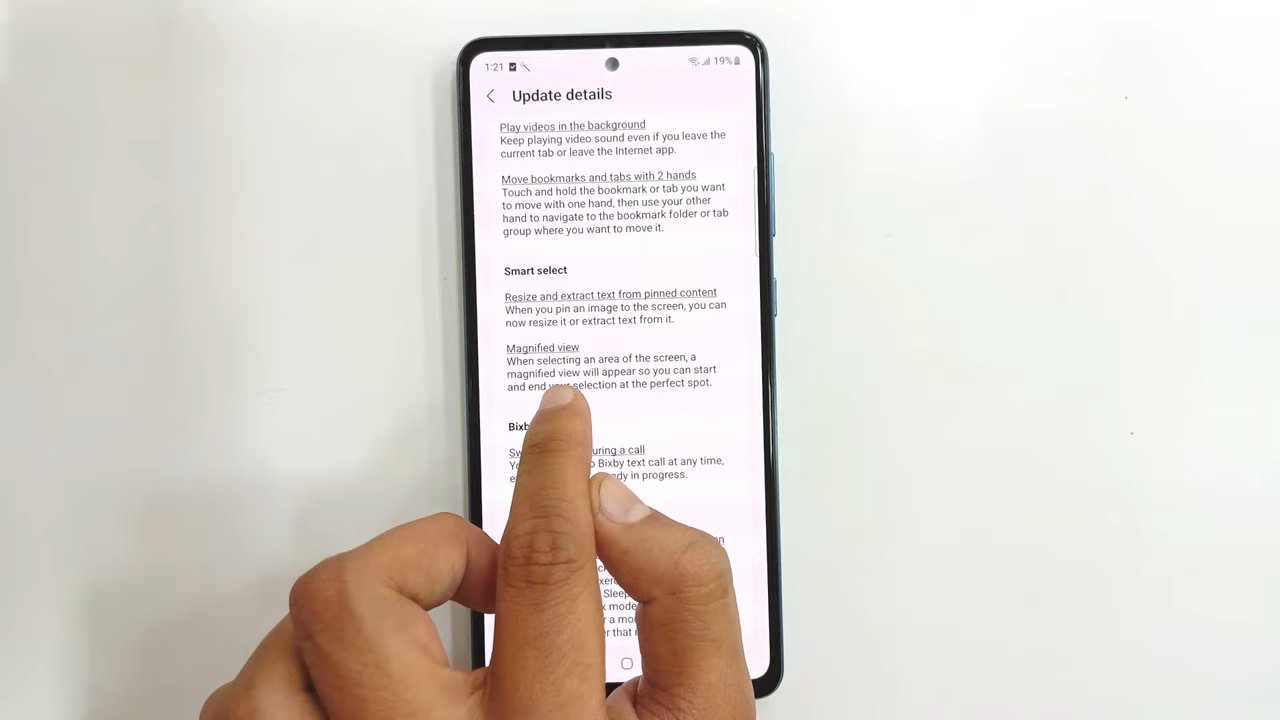 1:21 19%
Update details
Play videos in the background
Keep playing video sound even if you leave the
current tab or leave the Internet app.
Move bookmarks and tabs with 2 hands
Touch and hold the bookmark or tab you want
to move with one hand, then use your other
hand to navigate to the bookmark folder or tab
group where you want to move it.
Smart select
Resize and extract text from pinned content
When you pin an image to the screen, you can
now resize it or extract text from it.
Magnified view
When selecting an area of the screen, a
magnified view will appear so you can start
and end your selection at the perfect spot.
during a call
Bixby text call at any time,
in progress.
Sleep
mode
a
that